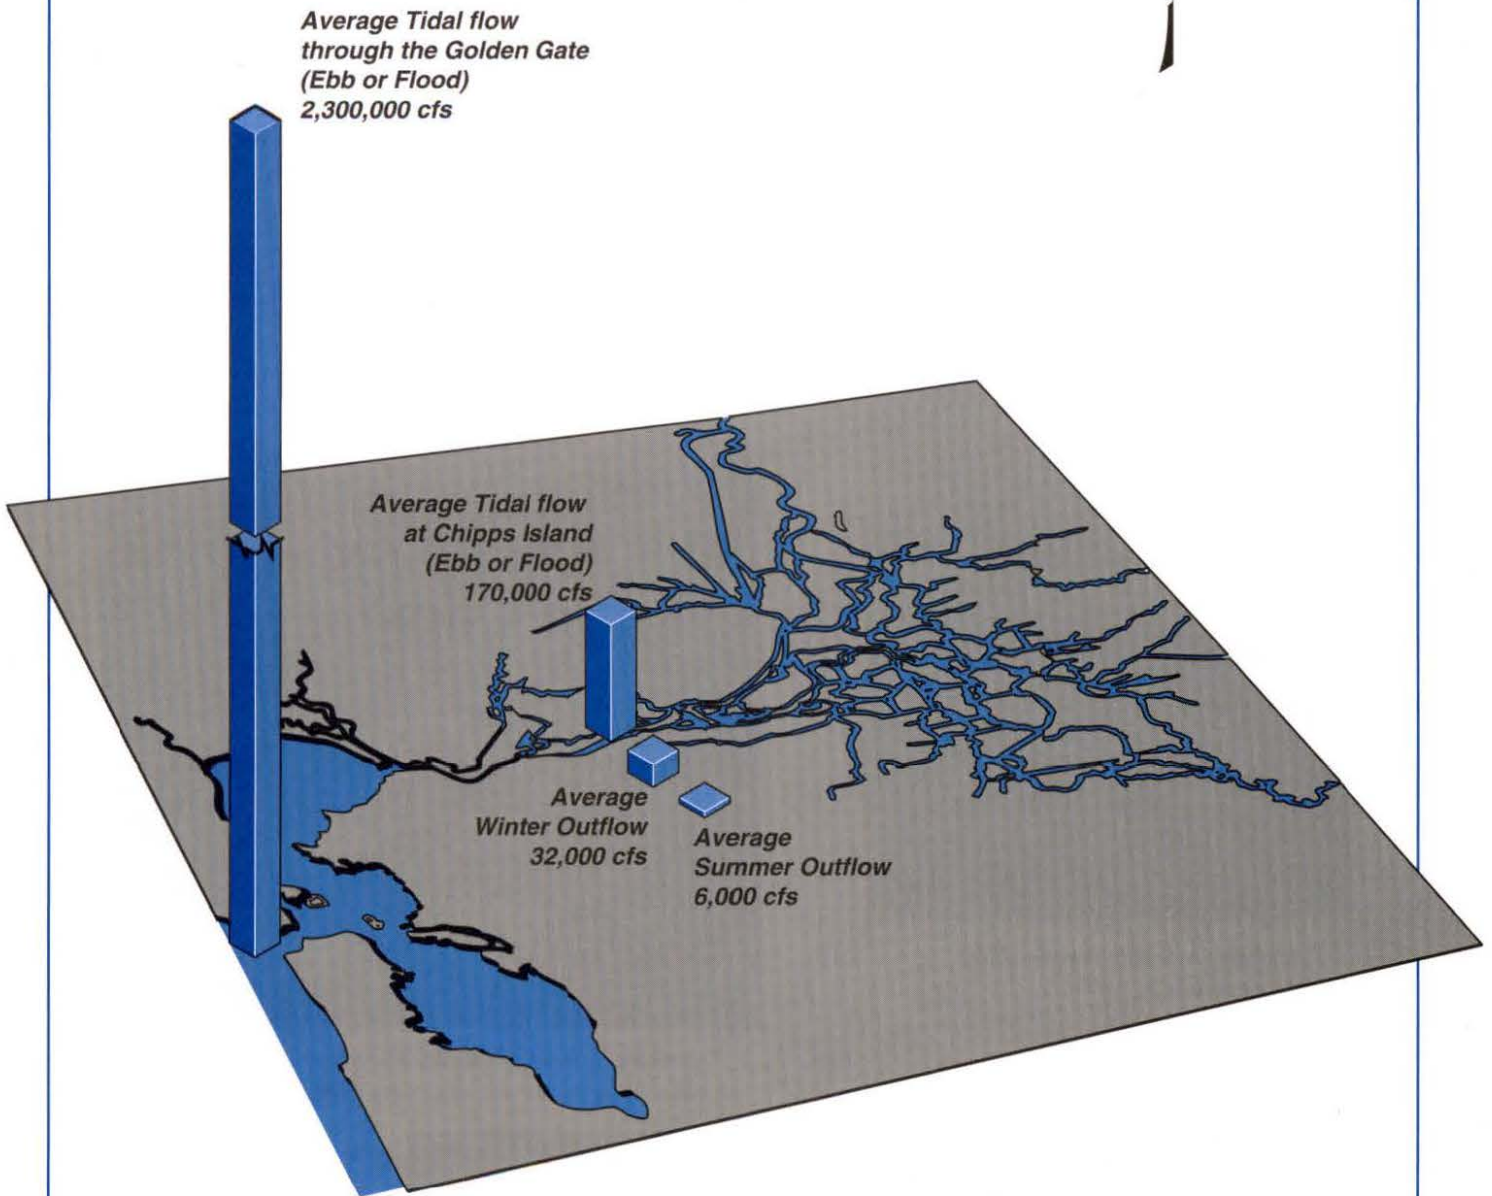 Average Tidal flow
through the Golden Gate
(Ebb or Flood)
2,300,000 cfs
Average Tidal flow
at Chipps Island
(Ebb or Flood)
170,000 cfs
Average
Winter Outflow
32,000 cfs
Average
Summer Outflow
6,000 cfs